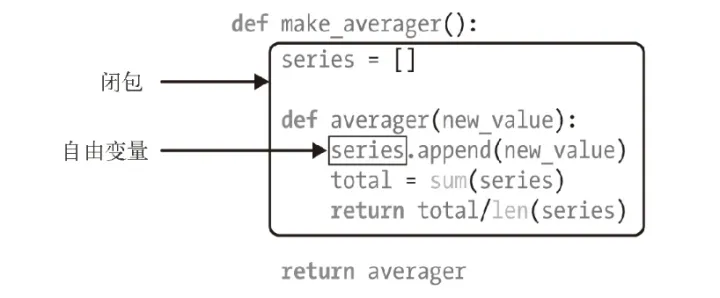 def make_averager():
series = []
闭包
def averager(new_value):
自由变量
series.append(new_value)
total = sum(series)
return total/len(series)
return averager